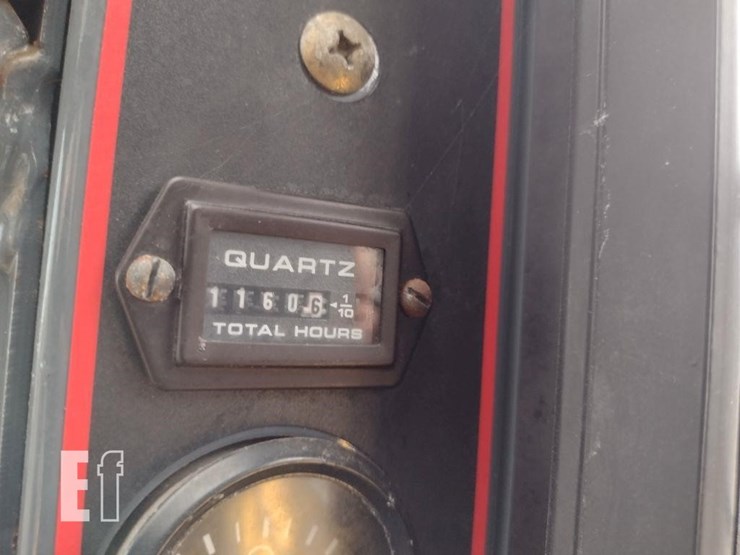 QUARTZ
11606 ◄ 1/10
TOTAL HOURS
Ef